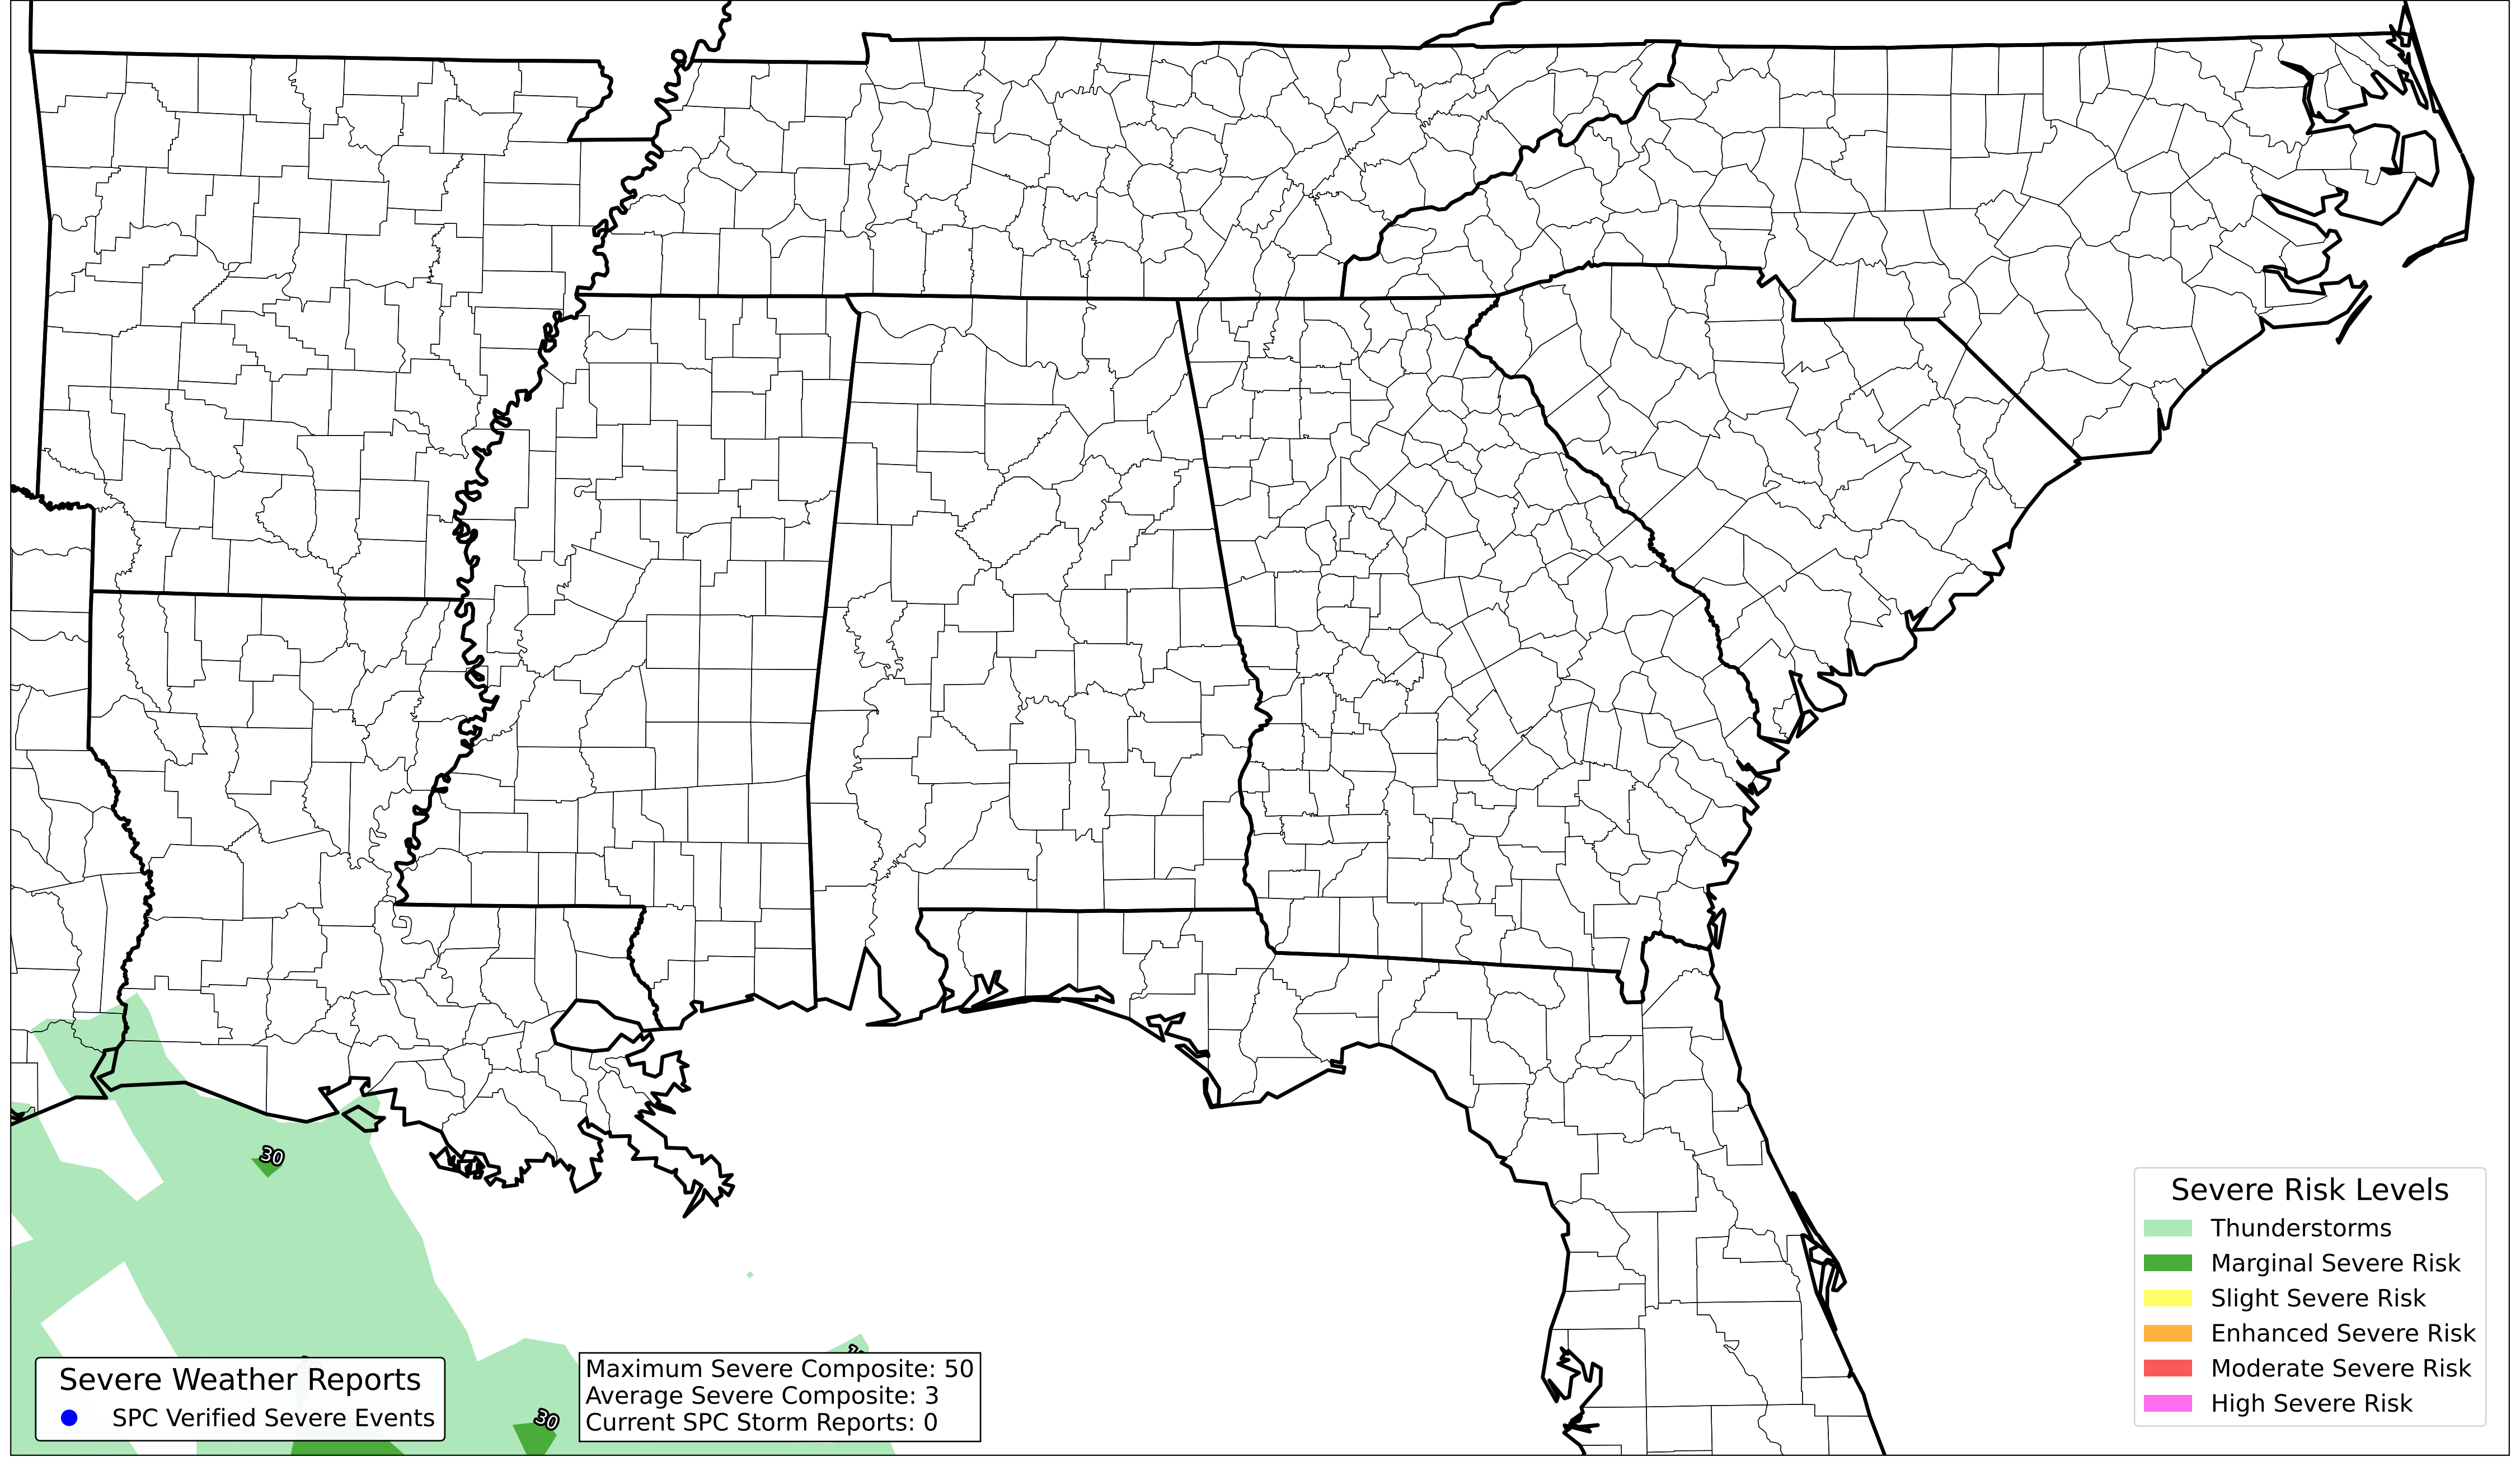 30
Severe Weather Reports
SPC Verified Severe Events
30
Maximum Severe Composite: 50
Average Severe Composite: 3
Current SPC Storm Reports: 0
Severe Risk Levels
Thunderstorms
Marginal Severe Risk
Slight Severe Risk
Enhanced Severe Risk
Moderate Severe Risk
High Severe Risk